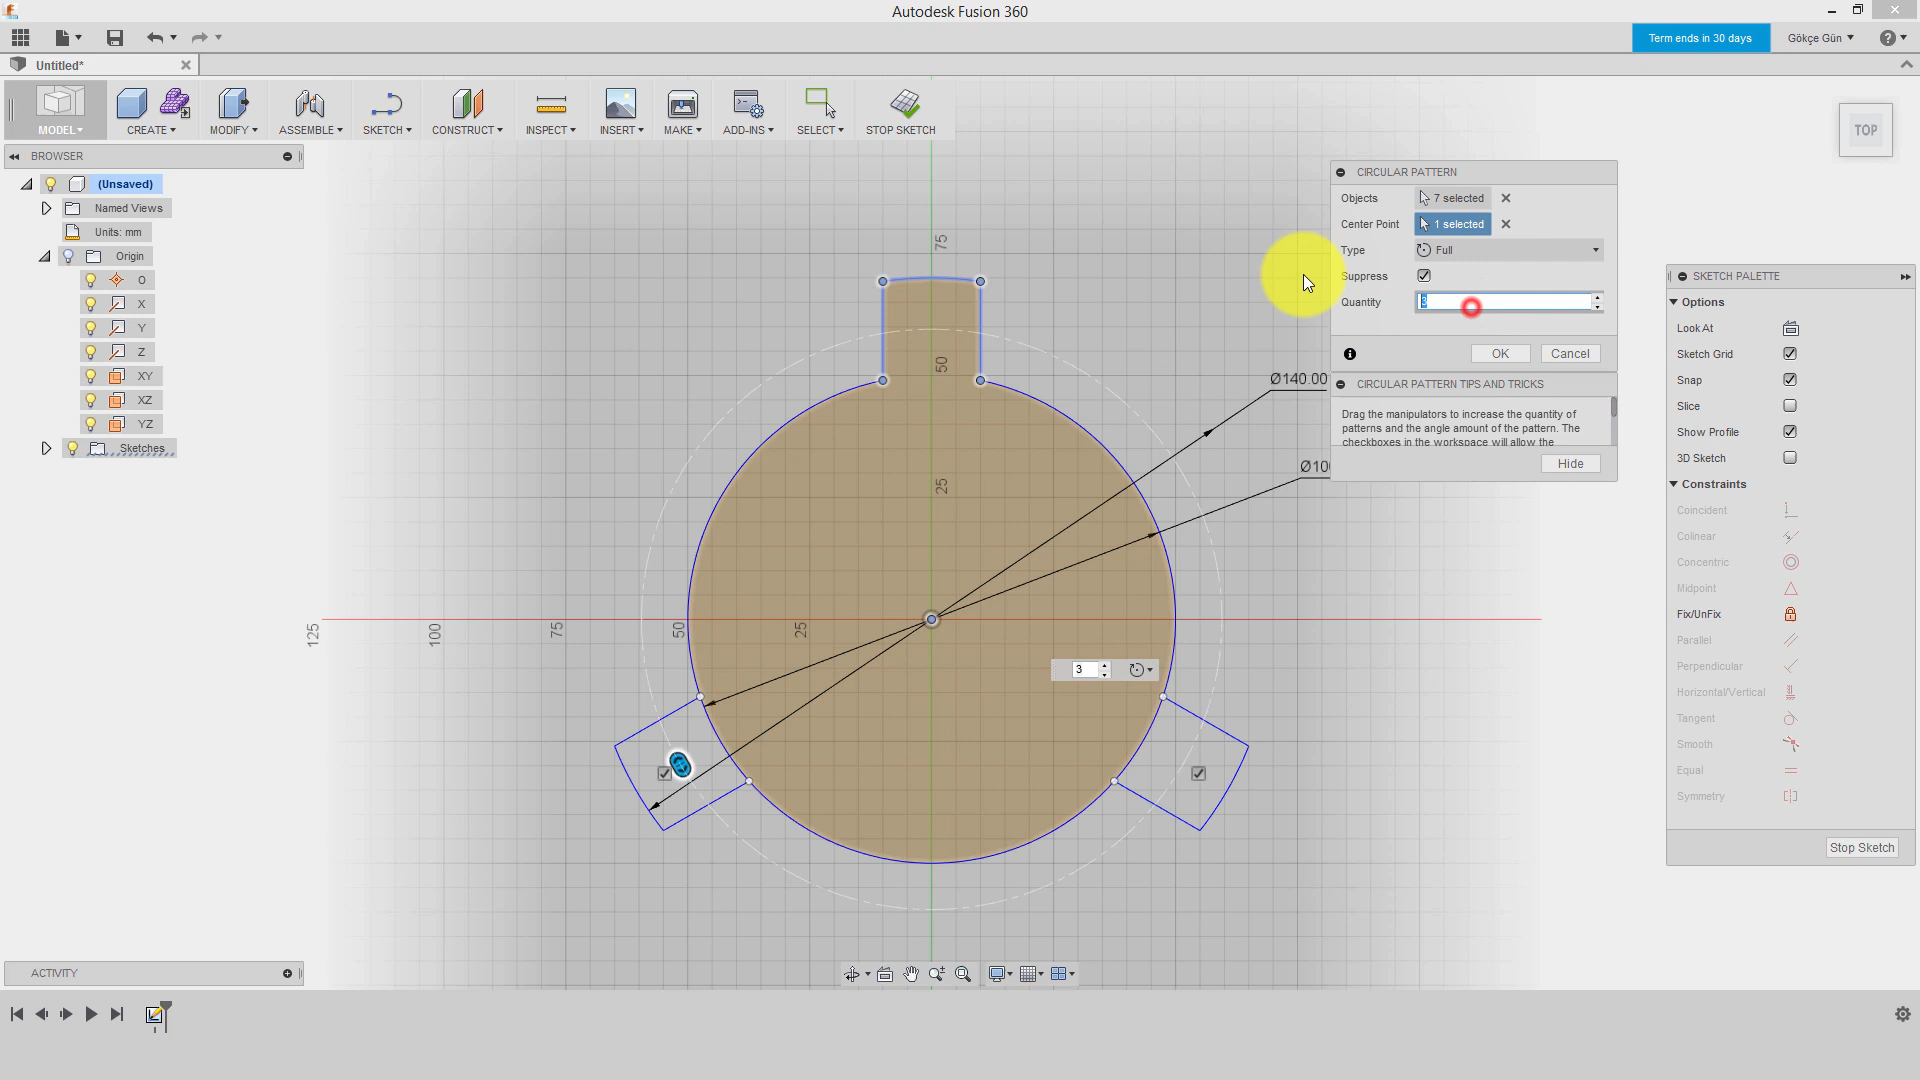 Autodesk Fusion 360
Term ends in 30 days
Gökçe Gün
Untitled*
MODEL
CREATE
MODIFY
ASSEMBLE
SKETCH
CONSTRUCT
INSPECT
INSERT
MAKE
ADD-INS
SELECT
STOP SKETCH
BROWSER
(Unsaved)
Named Views
Units: mm
Origin
O
X
Y
Z
XY
XZ
YZ
Sketches
TOP
CIRCULAR PATTERN
Objects 7 selected
Center Point 1 selected
Type Full
Suppress
Quantity 3
OK Cancel
CIRCULAR PATTERN TIPS AND TRICKS
Drag the manipulators to increase the quantity of
patterns and the angle amount of the pattern. The
checkboxes in the workspace will allow the
Hide
SKETCH PALETTE
Options
Look At
Sketch Grid
Snap
Slice
Show Profile
3D Sketch
Constraints
Coincident
Colinear
Concentric
Midpoint
Fix/UnFix
Parallel
Perpendicular
Horizontal/Vertical
Tangent
Smooth
Equal
Symmetry
Stop Sketch
75
50
25
Ø140.00
Ø100
125
100
75
50
25
3
ACTIVITY